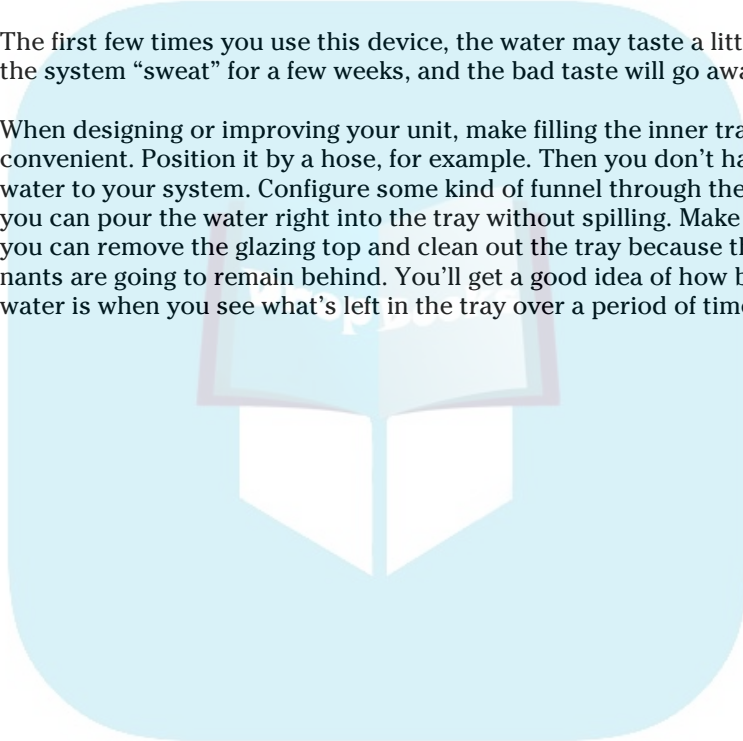 The first few times you use this device, the water may taste a litt
the system “sweat” for a few weeks, and the bad taste will go awa
When designing or improving your unit, make filling the inner tra
convenient. Position it by a hose, for example. Then you don’t ha
water to your system. Configure some kind of funnel through the
you can pour the water right into the tray without spilling. Make
you can remove the glazing top and clean out the tray because th
nants are going to remain behind. You’ll get a good idea of how b
water is when you see what’s left in the tray over a period of time